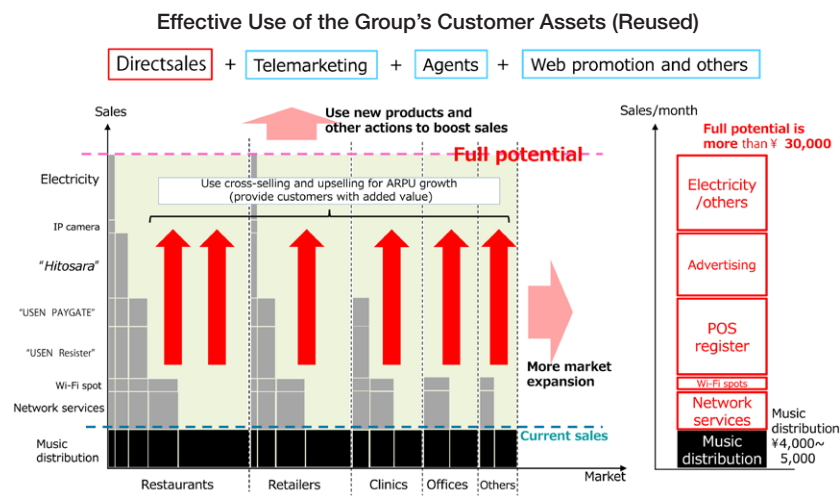 Effective Use of the Group's Customer Assets (Reused)
Directsales + Telemarketing + Agents + Web promotion and others
Sales
Use new products and
other actions to boost sales
Full potential
Use cross-selling and upselling for ARPU growth
(provide customers with added value)
Electricity
IP camera
"Hitosara"
"USEN PAYGATE"
"USEN Resister"
Wi-Fi spot
Network services
Music
distribution
More market
expansion
Current sales
Market
Restaurants
Retailers
Clinics
Offices
Others
Sales/month
Full potential is
more than ¥ 30,000
Electricity
/others
Advertising
POS
register
Wi-Fi spots
Network
services
Music
distribution
Music
distribution
¥4,000~
5,000